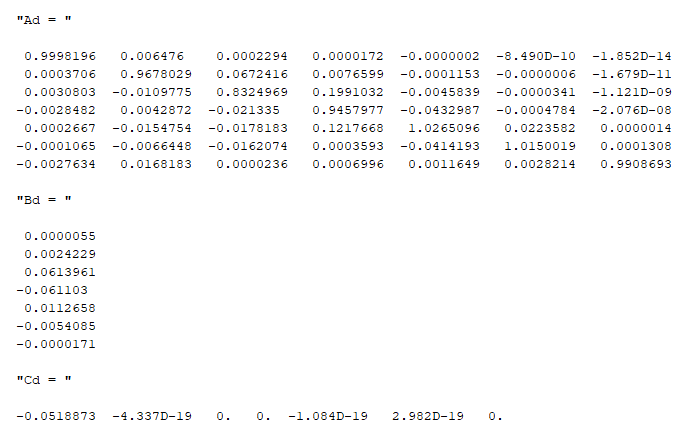 "Ad = "
0.9998196 0.006476 0.0002294 0.0000172 -0.0000002 -8.490D-10 -1.852D-14
0.0003706 0.9678029 0.0672416 0.0076599 -0.0001153 -0.0000006 -1.679D-11
0.0030803 -0.0109775 0.8324969 0.1991032 -0.0045839 -0.0000341 -1.121D-09
-0.0028482 0.0042872 -0.021335 0.9457977 -0.0432987 -0.0004784 -2.076D-08
0.0002667 -0.0154754 -0.0178183 0.1217668 1.0265096 0.0223582 0.0000014
-0.0001065 -0.0066448 -0.0162074 0.0003593 -0.0414193 1.0150019 0.0001308
-0.0027634 0.0168183 0.0000236 0.0006996 0.0011649 0.0028214 0.9908693
"Bd = "
0.0000055
0.0024229
0.0613961
-0.061103
0.0112658
-0.0054085
-0.0000171
"Cd = "
-0.0518873 -4.337D-19 0. 0. -1.084D-19 2.982D-19 0.